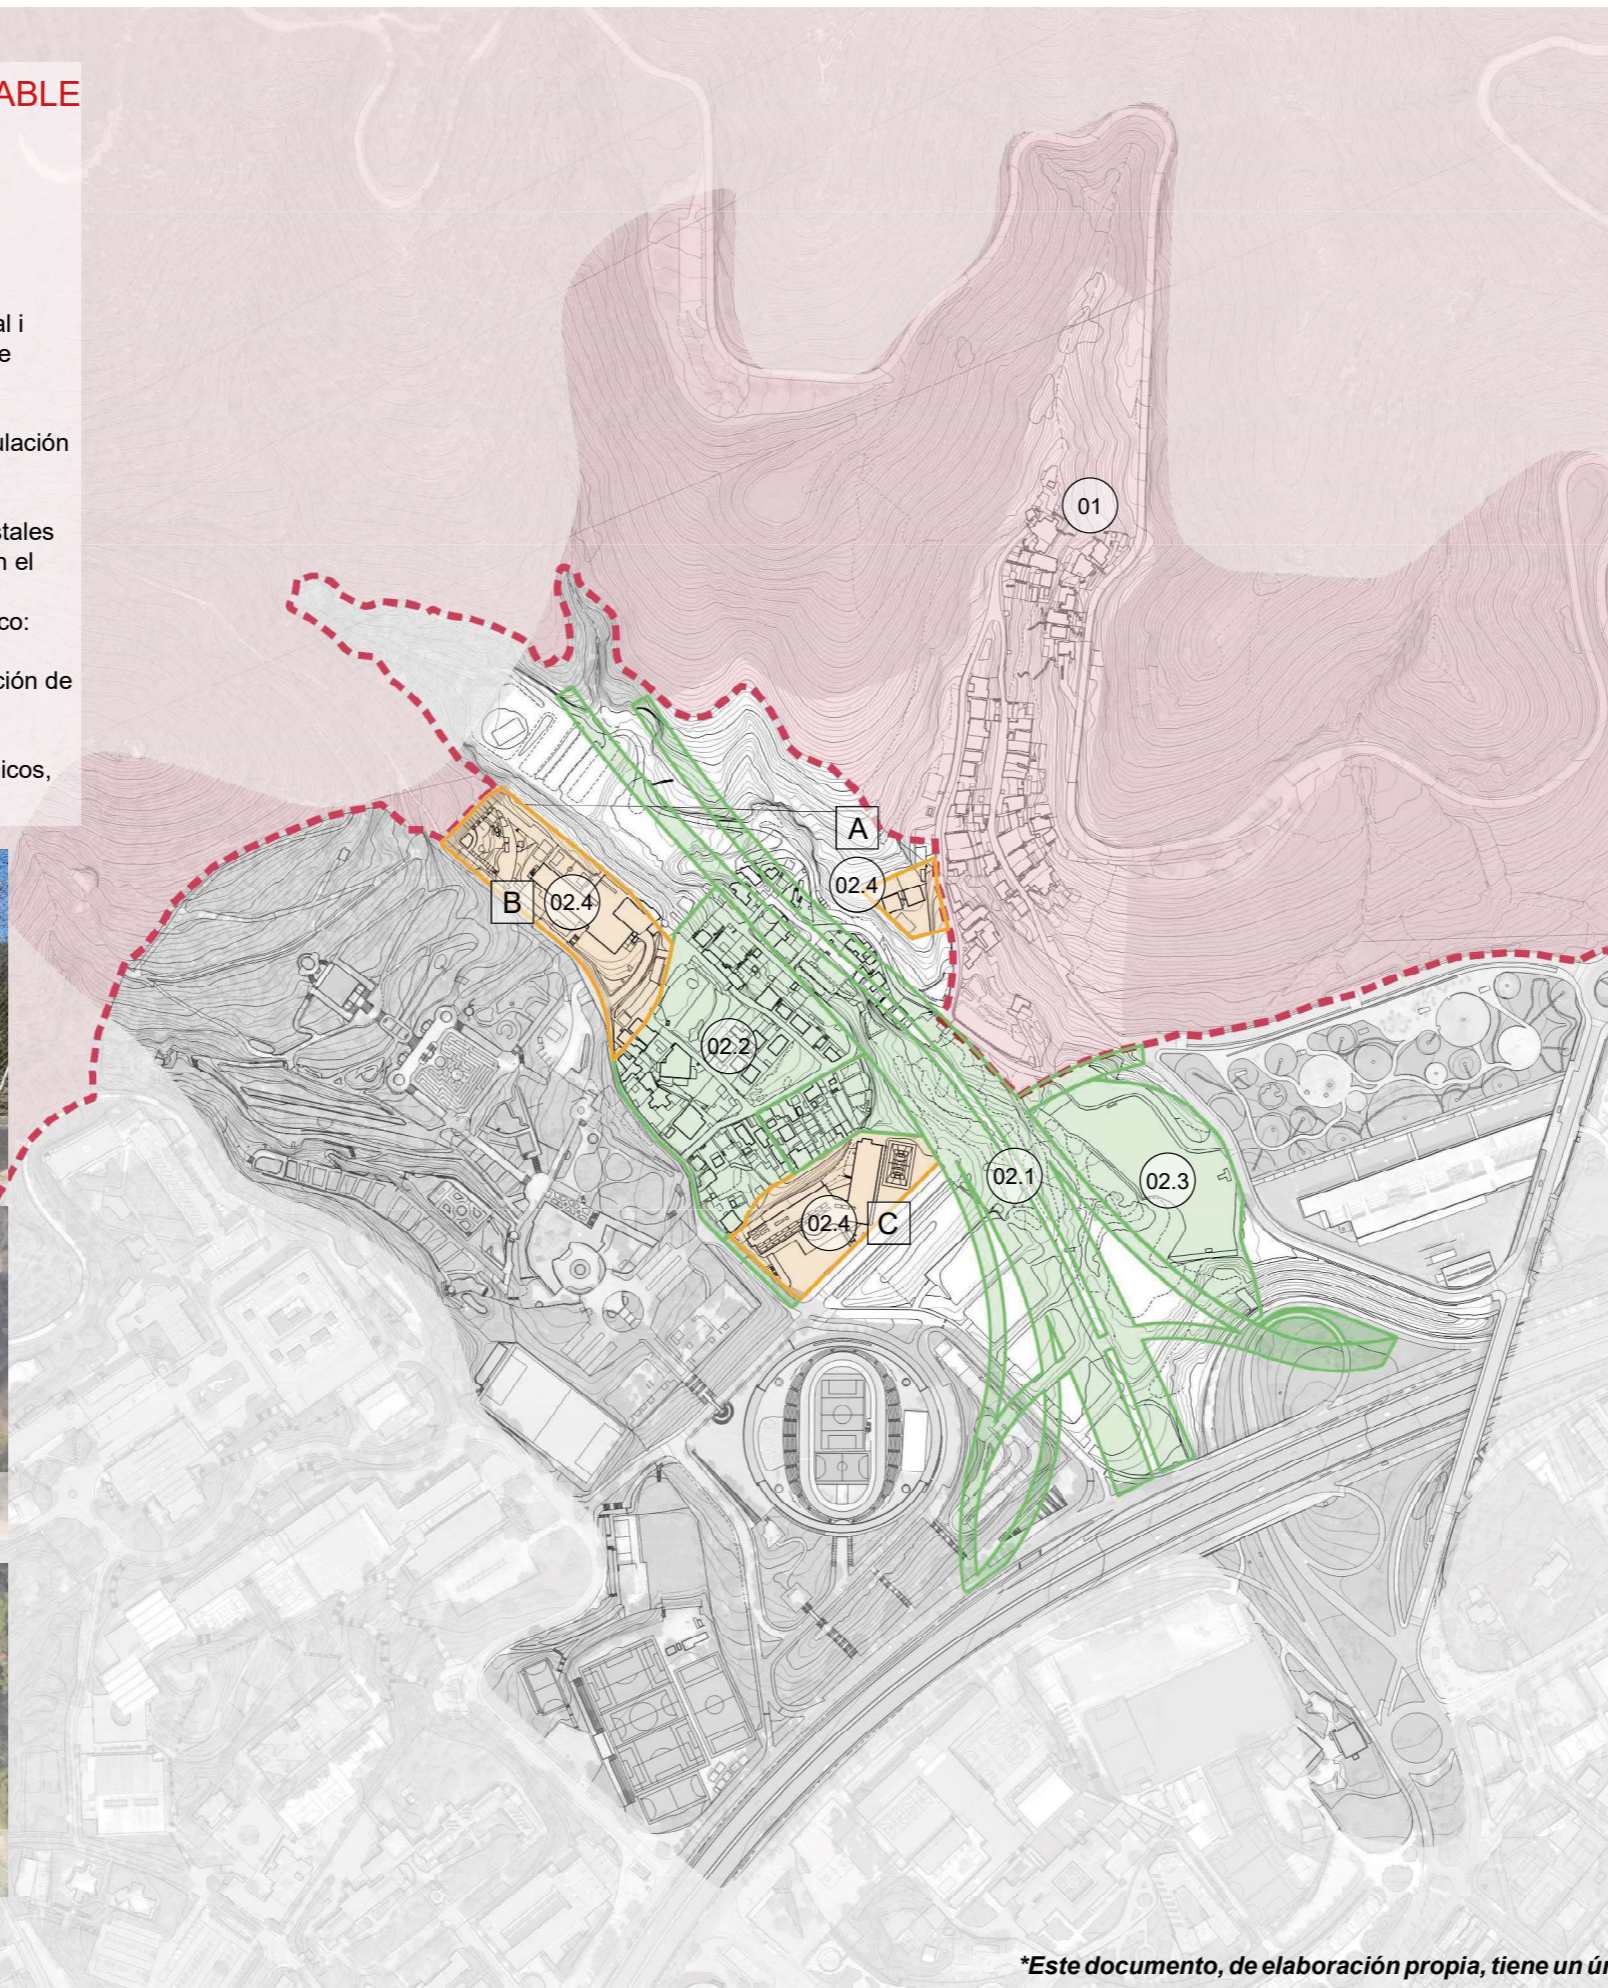 ABLE
al i
e
ulación
stales
n el
co:
ción de
icos,
01
A
02.4
B
02.4
02.2
02.1
02.3
02.4
C
*Este documento, de elaboración propia, tiene un ún